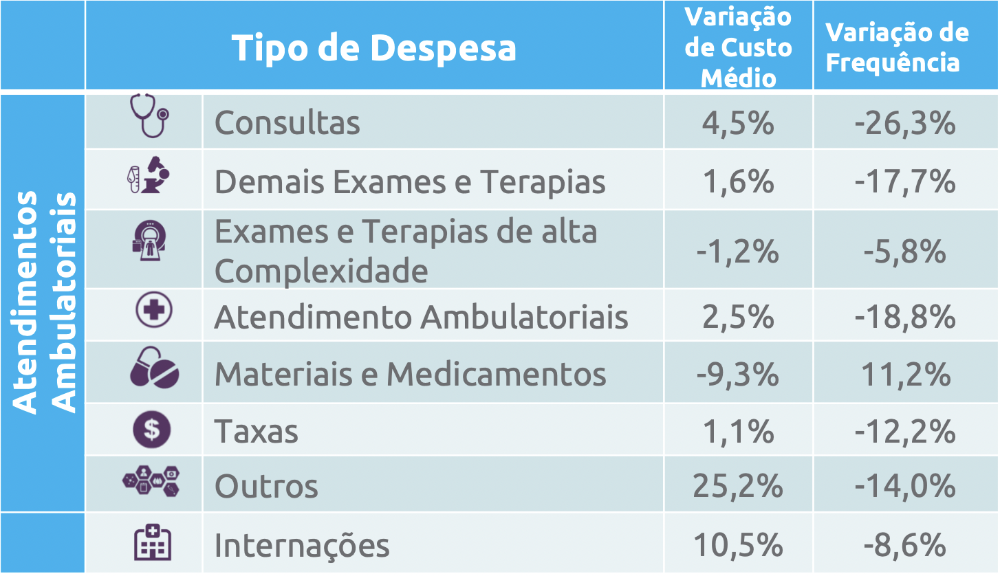 Tipo de Despesa
Variação
de Custo
Médio
Variação de
Frequência
Atendimentos
Ambulatoriais
Consultas
4,5%
-26,3%
Demais Exames e Terapias
1,6%
-17,7%
Exames e Terapias de alta
Complexidade
-1,2%
-5,8%
Atendimento Ambulatoriais
2,5%
-18,8%
Materiais e Medicamentos
-9,3%
11,2%
$
Taxas
1,1%
-12,2%
Outros
25,2%
-14,0%
Internações
10,5%
-8,6%